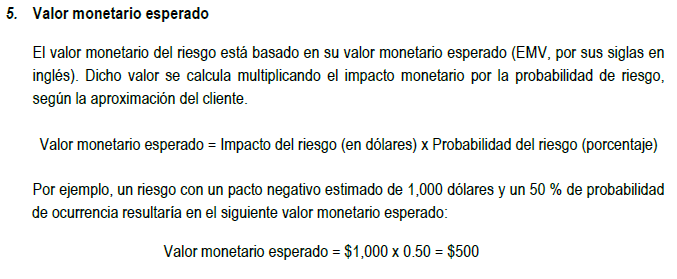 5. Valor monetario esperado
El valor monetario del riesgo está basado en su valor monetario esperado (EMV, por sus siglas en
inglés). Dicho valor se calcula multiplicando el impacto monetario por la probabilidad de riesgo,
según la aproximación del cliente.
Valor monetario esperado = Impacto del riesgo (en dólares) x Probabilidad del riesgo (porcentaje)
Por ejemplo, un riesgo con un pacto negativo estimado de 1,000 dólares y un 50 % de probabilidad
de ocurrencia resultaría en el siguiente valor monetario esperado:
Valor monetario esperado = $1,000 x 0.50 = $500